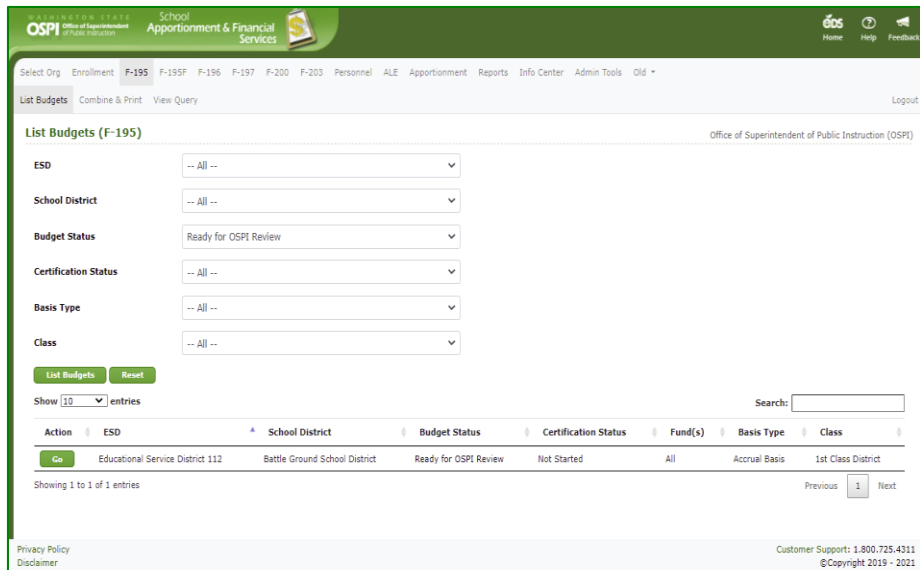 WASHINGTON STATE
OSPI Office of Superintendent of Public Instruction
School
Apportionment & Financial
Services
ēds
Home Help Feedback
Select Org Enrollment F-195 F-195F F-196 F-197 F-200 F-203 Personnel ALE Apportionment Reports Info Center Admin Tools Old
List Budgets Combine & Print View Query Logout
List Budgets (F-195) Office of Superintendent of Public Instruction (OSPI)
ESD -- All --
School District -- All --
Budget Status Ready for OSPI Review
Certification Status -- All --
Basis Type -- All --
Class -- All --
List Budgets Reset
Show 10 entries Search:
Action ESD School District Budget Status Certification Status Fund(s) Basis Type Class
Go Educational Service District 112 Battle Ground School District Ready for OSPI Review Not Started All Accrual Basis 1st Class District
Showing 1 to 1 of 1 entries Previous 1 Next
Privacy Policy Customer Support: 1.800.725.4311
Disclaimer ©Copyright 2019 - 2021